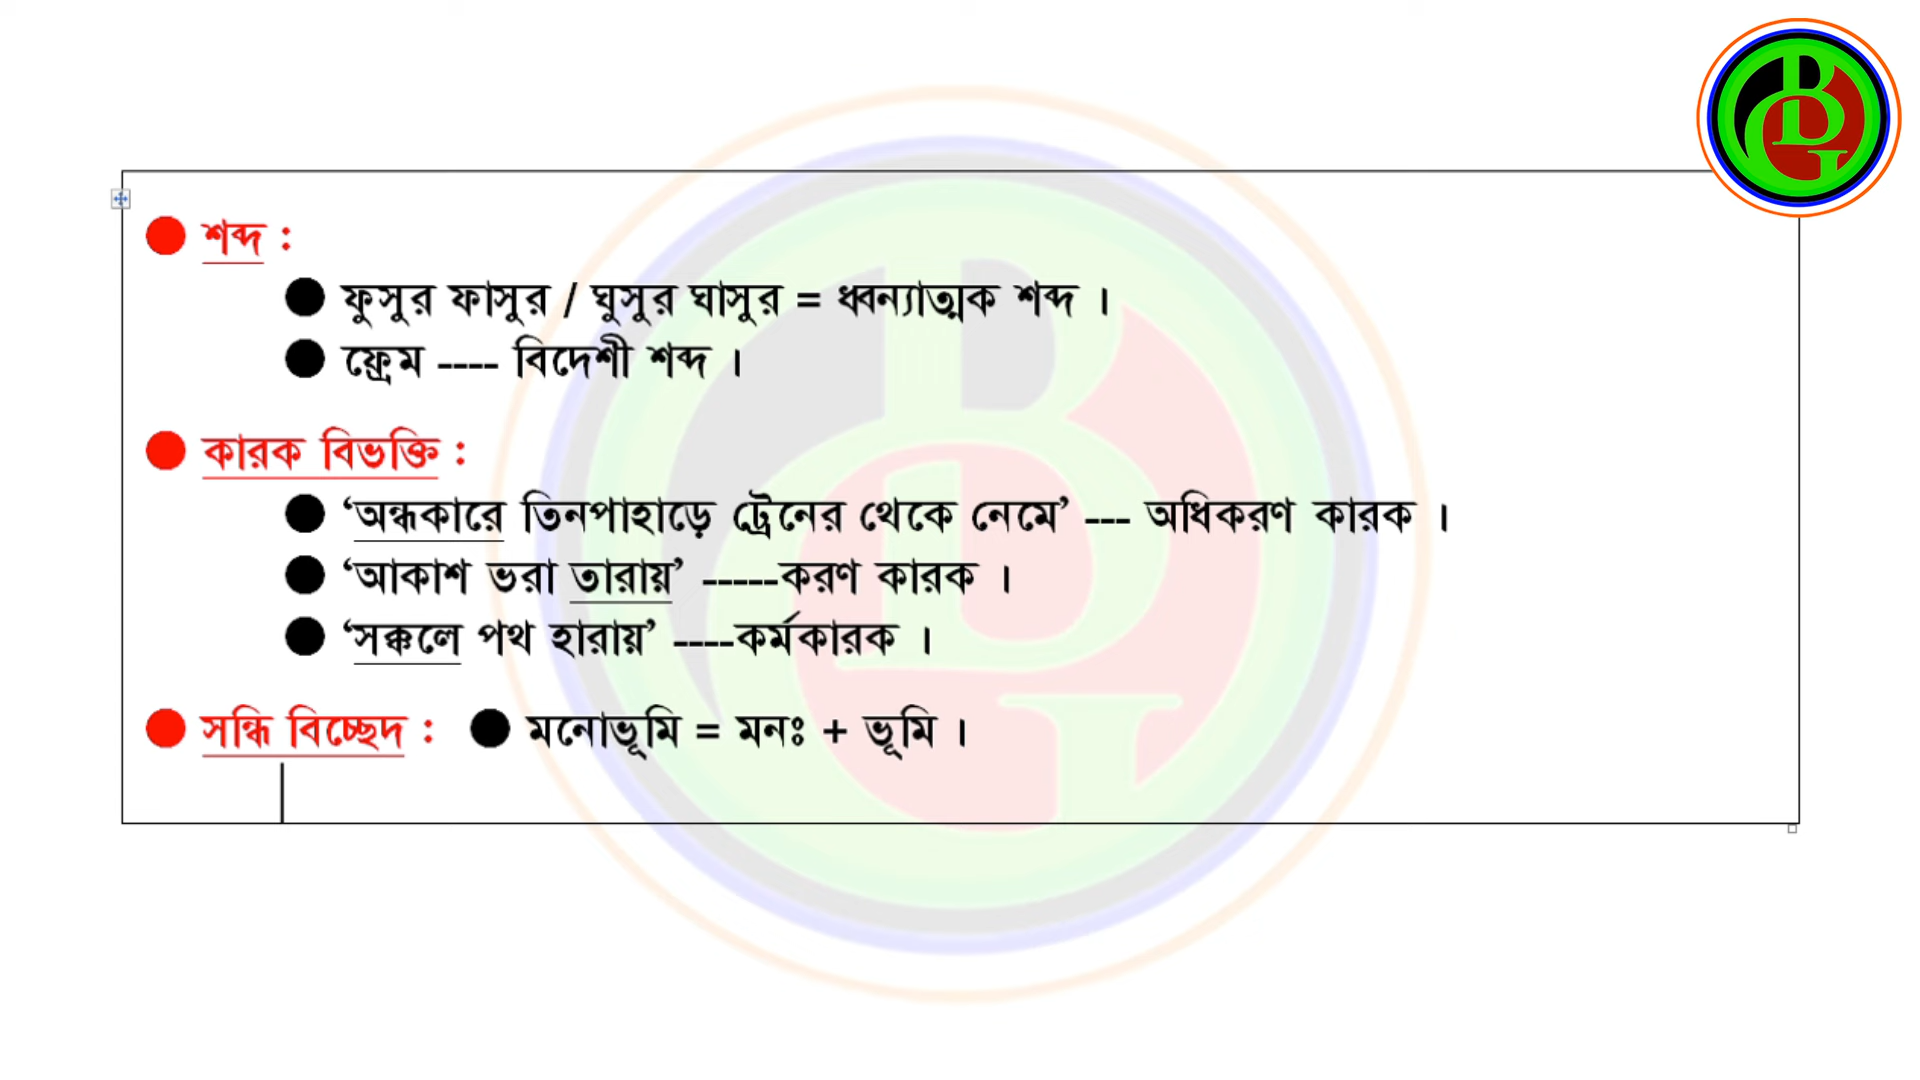 শব্দ :
ফুসুর ফাসুর / ঘুসুর ঘাসুর = ধ্বন্যাত্মক শব্দ ।
ফ্রেম ---- বিদেশী শব্দ ।
কারক বিভক্তি :
‘অন্ধকারে তিনপাহাড়ে ট্রেনের থেকে নেমে’ --- অধিকরণ কারক ।
‘আকাশ ভরা তারায়’ -----করণ কারক ।
‘সক্কলে পথ হারায়’ ----কর্মকারক ।
সন্ধি বিচ্ছেদ : মনোভূমি = মনঃ + ভূমি ।